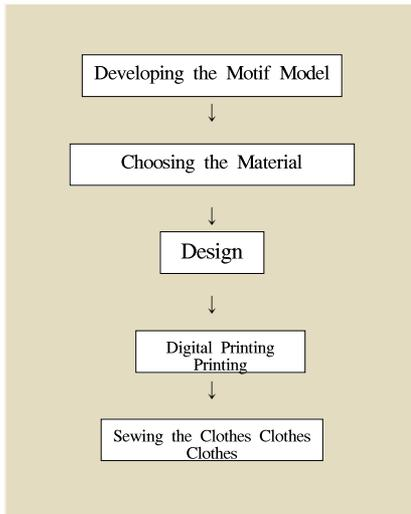 Developing the Motif Model
↓
Choosing the Material
↓
Design
↓
Digital Printing
Printing
↓
Sewing the Clothes Clothes
Clothes